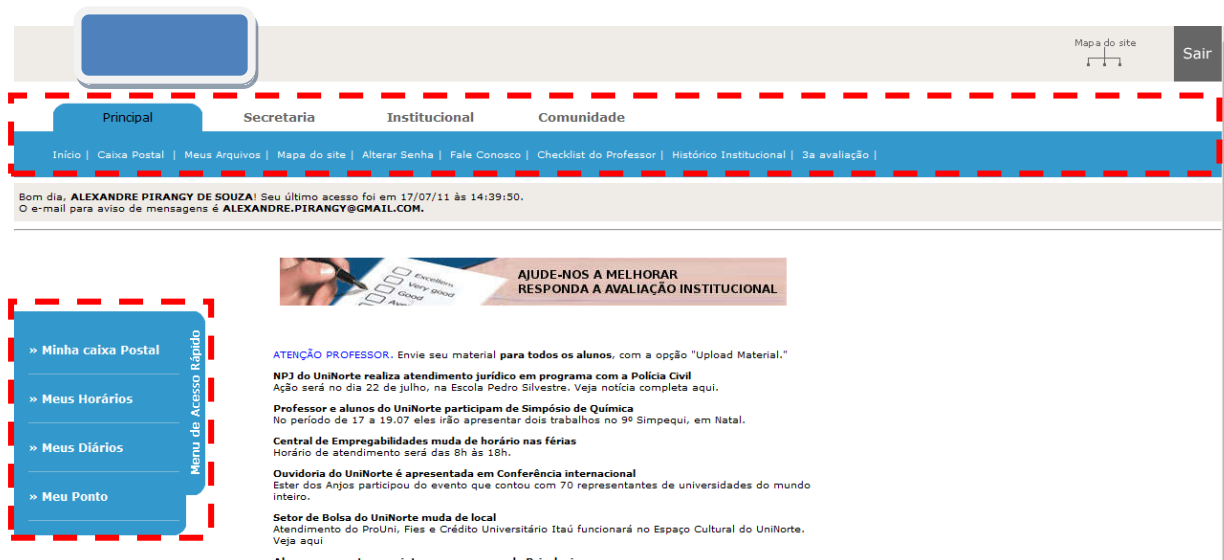 Mapa do site
Sair
Principal Secretaria Institucional Comunidade
Início | Caixa Postal | Meus Arquivos | Mapa do site | Alterar Senha | Fale Conosco | Checklist do Professor | Histórico Institucional | 3a avaliação |
Bom dia, ALEXANDRE PIRANGY DE SOUZA! Seu último acesso foi em 17/07/11 às 14:39:50.
O e-mail para aviso de mensagens é ALEXANDRE.PIRANGY@GMAIL.COM.
Excellent
Very good
Good
AJUDE-NOS A MELHORAR
RESPONDA A AVALIAÇÃO INSTITUCIONAL
» Minha caixa Postal
» Meus Horários
» Meus Diários
» Meu Ponto
Menu de Acesso Rápido
ATENÇÃO PROFESSOR. Envie seu material para todos os alunos, com a opção "Upload Material."
NPJ do UniNorte realiza atendimento jurídico em programa com a Polícia Civil
Ação será no dia 22 de julho, na Escola Pedro Silvestre. Veja notícia completa aqui.
Professor e alunos do UniNorte participam de Simpósio de Química
No período de 17 a 19.07 eles irão apresentar dois trabalhos no 9º Simpequi, em Natal.
Central de Empregabilidades muda de horário nas férias
Horário de atendimento será das 8h às 18h.
Ouvidoria do UniNorte é apresentada em Conferência internacional
Ester dos Anjos participou do evento que contou com 70 representantes de universidades do mundo
inteiro.
Setor de Bolsa do UniNorte muda de local
Atendimento do ProUni, Fies e Crédito Universitário Itaú funcionará no Espaço Cultural do UniNorte.
Veja aqui